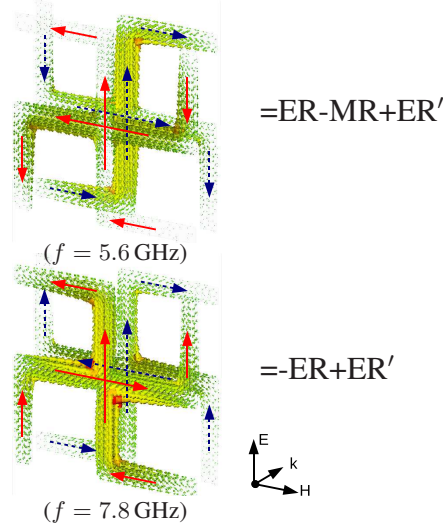 =ER-MR+ER′
(f = 5.6 GHz)
=-ER+ER′
E
k
H
(f = 7.8 GHz)